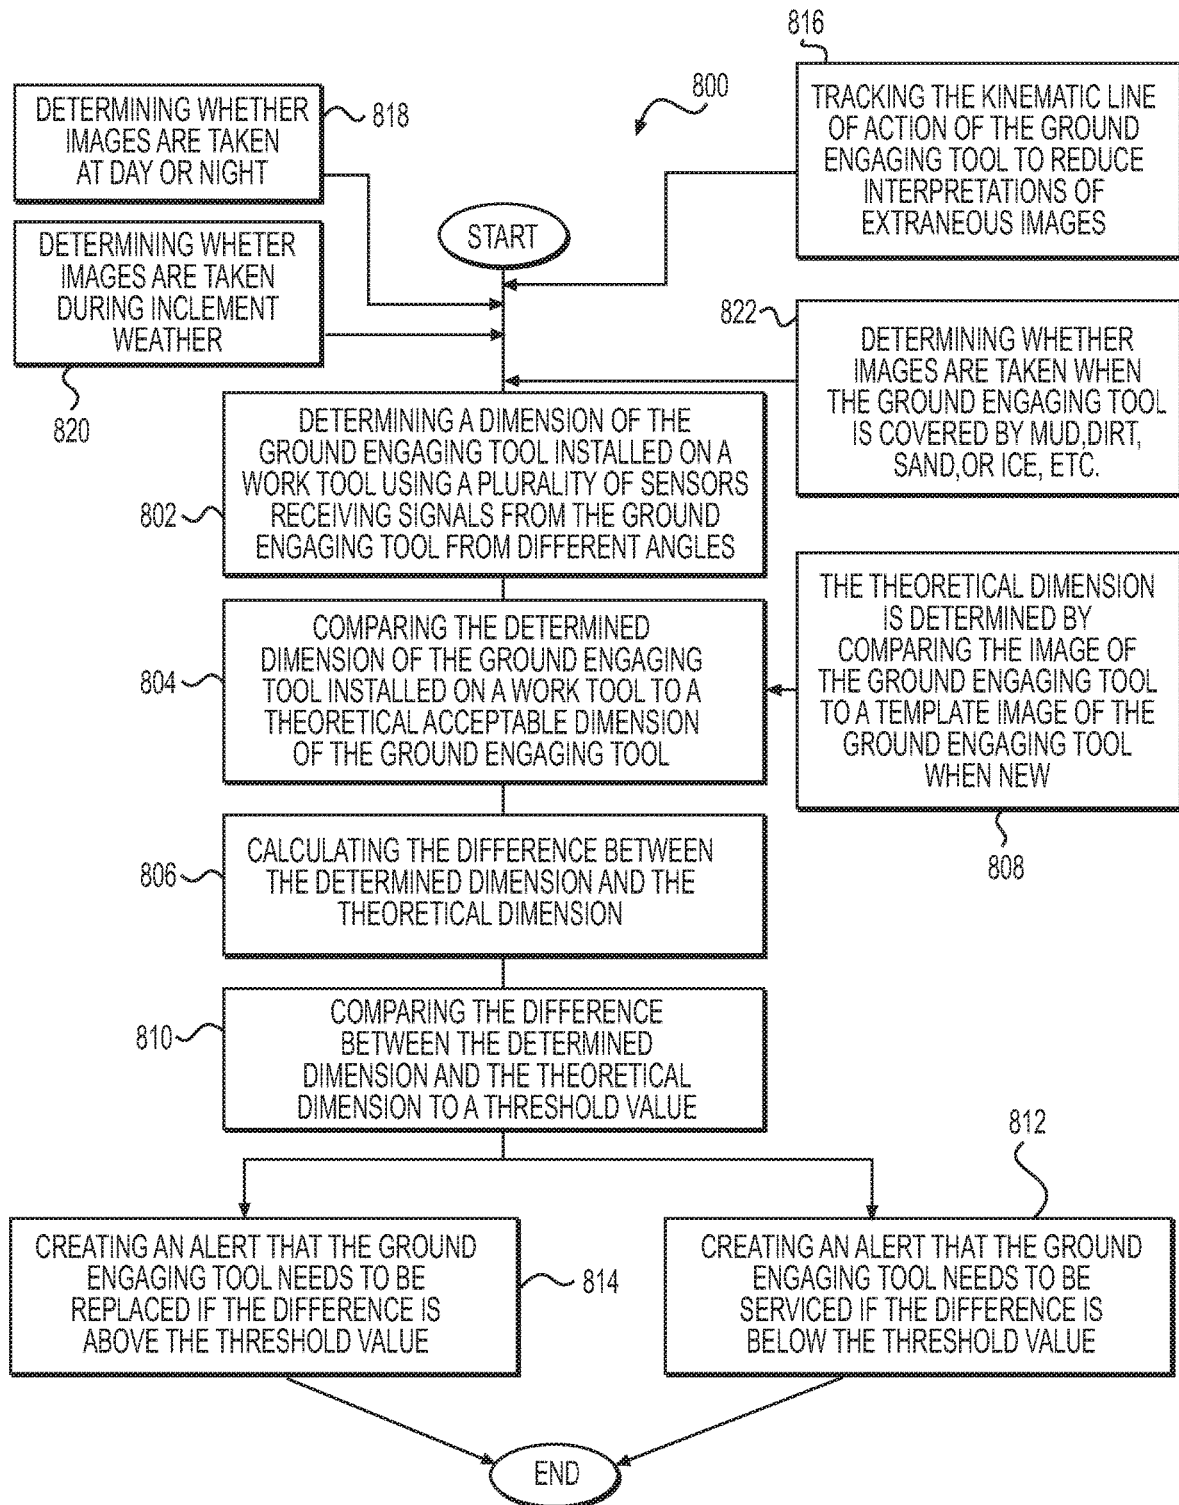 816
DETERMINING WHETHER
IMAGES ARE TAKEN
AT DAY OR NIGHT
818
800
TRACKING THE KINEMATIC LINE
OF ACTION OF THE GROUND
ENGAGING TOOL TO REDUCE
INTERPRETATIONS OF
EXTRANEOUS IMAGES
START
DETERMINING WHETER
IMAGES ARE TAKEN
DURING INCLEMENT
WEATHER
820
822
DETERMINING WHETHER
IMAGES ARE TAKEN WHEN
THE GROUND ENGAGING TOOL
IS COVERED BY MUD,DIRT,
SAND,OR ICE, ETC.
802
DETERMINING A DIMENSION OF THE
GROUND ENGAGING TOOL INSTALLED ON A
WORK TOOL USING A PLURALITY OF SENSORS
RECEIVING SIGNALS FROM THE GROUND
ENGAGING TOOL FROM DIFFERENT ANGLES
804
COMPARING THE DETERMINED
DIMENSION OF THE GROUND ENGAGING
TOOL INSTALLED ON A WORK TOOL TO A
THEORETICAL ACCEPTABLE DIMENSION
OF THE GROUND ENGAGING TOOL
THE THEORETICAL DIMENSION
IS DETERMINED BY
COMPARING THE IMAGE OF
THE GROUND ENGAGING TOOL
TO A TEMPLATE IMAGE OF THE
GROUND ENGAGING TOOL
WHEN NEW
808
806
CALCULATING THE DIFFERENCE BETWEEN
THE DETERMINED DIMENSION AND THE
THEORETICAL DIMENSION
810
COMPARING THE DIFFERENCE
BETWEEN THE DETERMINED
DIMENSION AND THE THEORETICAL
DIMENSION TO A THRESHOLD VALUE
812
CREATING AN ALERT THAT THE GROUND
ENGAGING TOOL NEEDS TO BE
REPLACED IF THE DIFFERENCE IS
ABOVE THE THRESHOLD VALUE
814
CREATING AN ALERT THAT THE GROUND
ENGAGING TOOL NEEDS TO BE
SERVICED IF THE DIFFERENCE IS
BELOW THE THRESHOLD VALUE
END